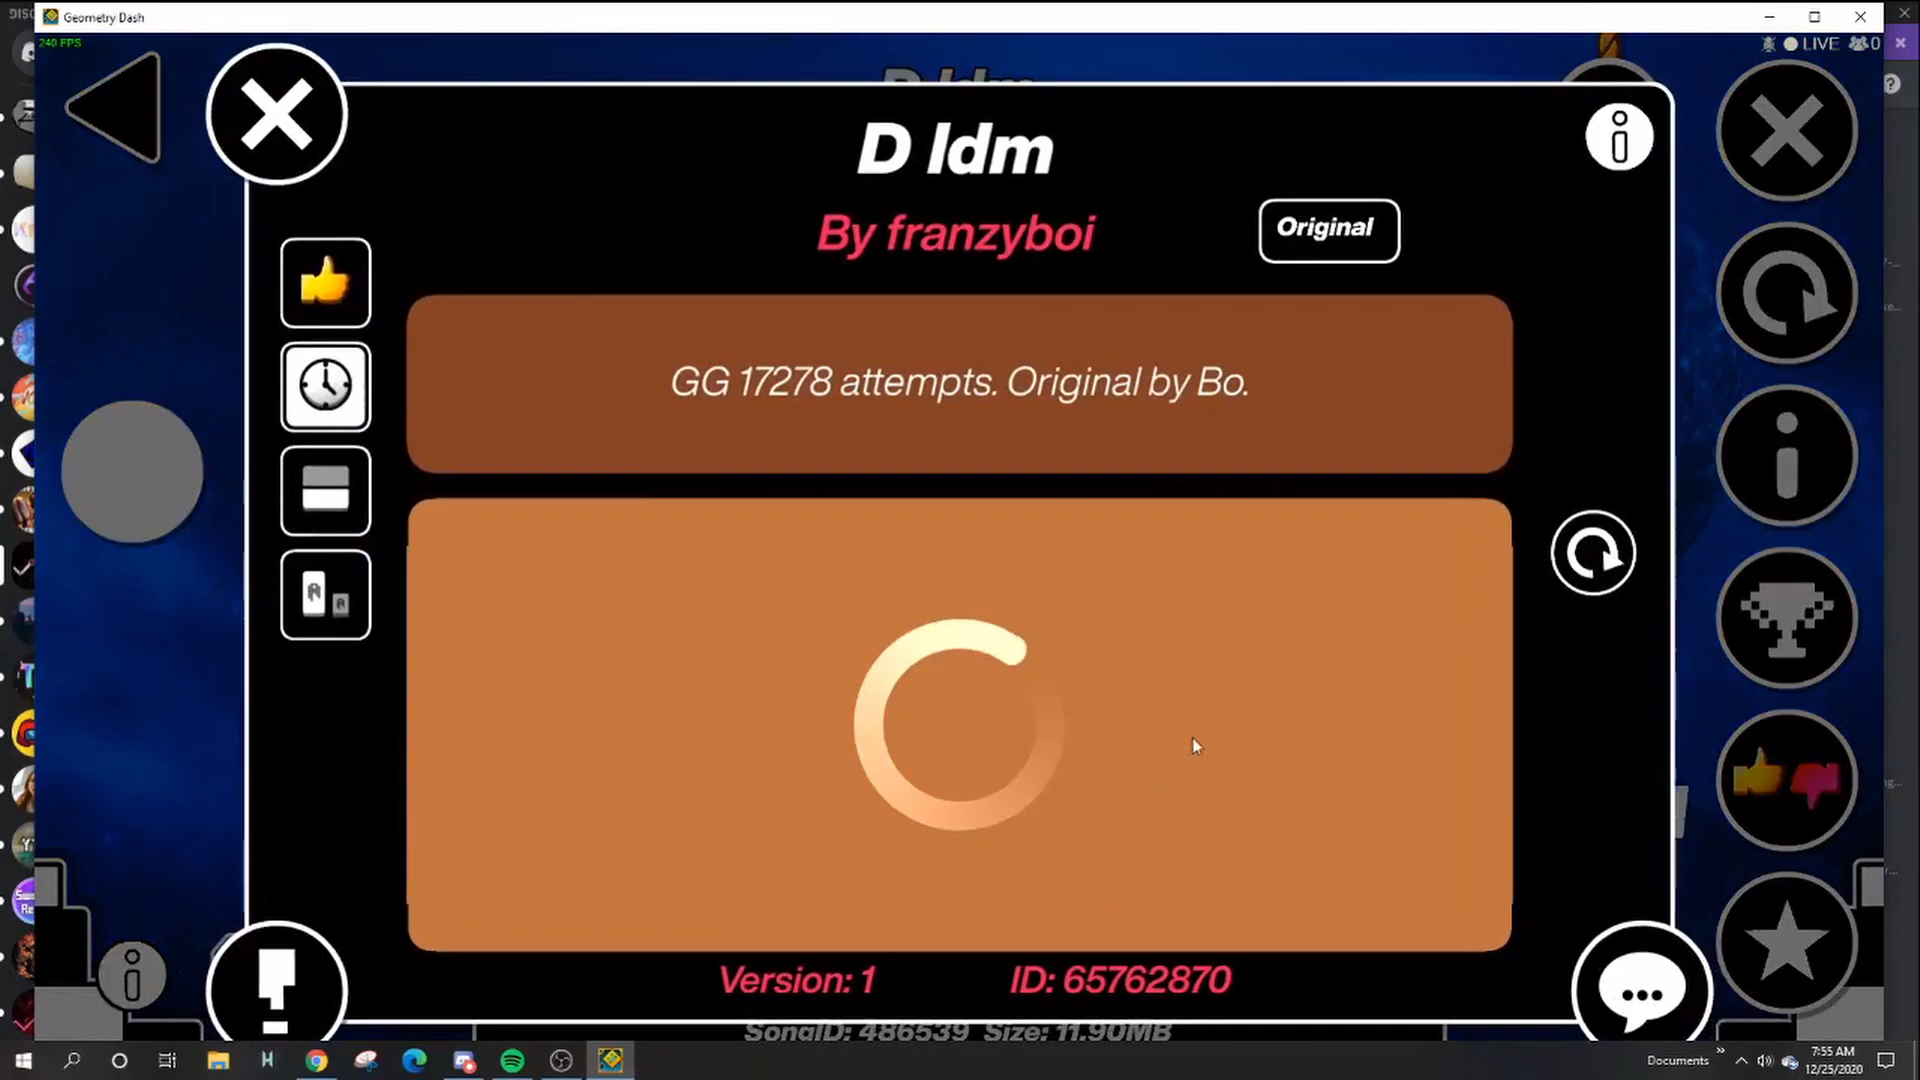 Geometry Dash
240 FPS
LIVE 0
D ldm
By franzyboi
Original
GG 17278 attempts. Original by Bo.
Version: 1
ID: 65762870
SongID: 486539 Size: 11.90MB
Documents
7:55 AM
12/25/2020